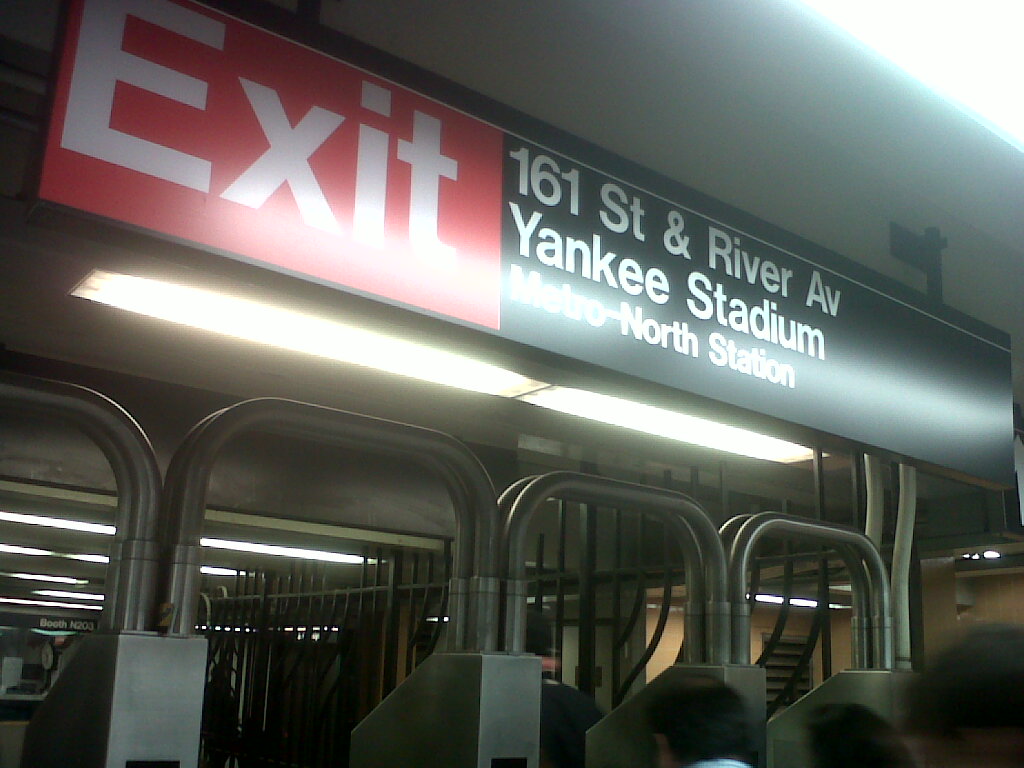 Exit
161 St & River Av
Yankee Stadium
Metro-North Station
Booth N203